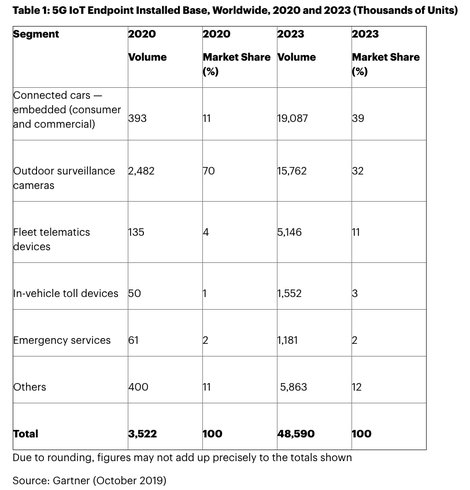 Table 1: 5G IoT Endpoint Installed Base, Worldwide, 2020 and 2023 (Thousands of Units)
Segment 2020 2020 2023 2023
Volume Market Share Volume Market Share
(%) (%)
Connected cars —
embedded (consumer
and commercial) 393 11 19,087 39
Outdoor surveillance 2,482 70 15,762 32
cameras
Fleet telematics 135 4 5,146 11
devices
In-vehicle toll devices 50 1 1,552 3
Emergency services 61 2 1,181 2
Others 400 11 5,863 12
Total 3,522 100 48,590 100
Due to rounding, figures may not add up precisely to the totals shown
Source: Gartner (October 2019)